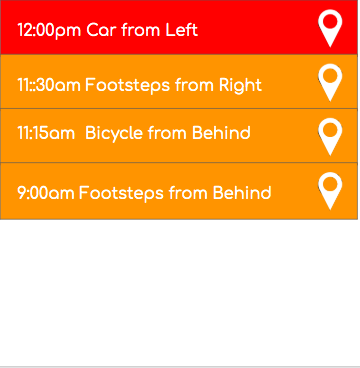 12:00pm Car from Left
11::30am Footsteps from Right
11:15am  Bicycle from Behind
9:00am Footsteps from Behind